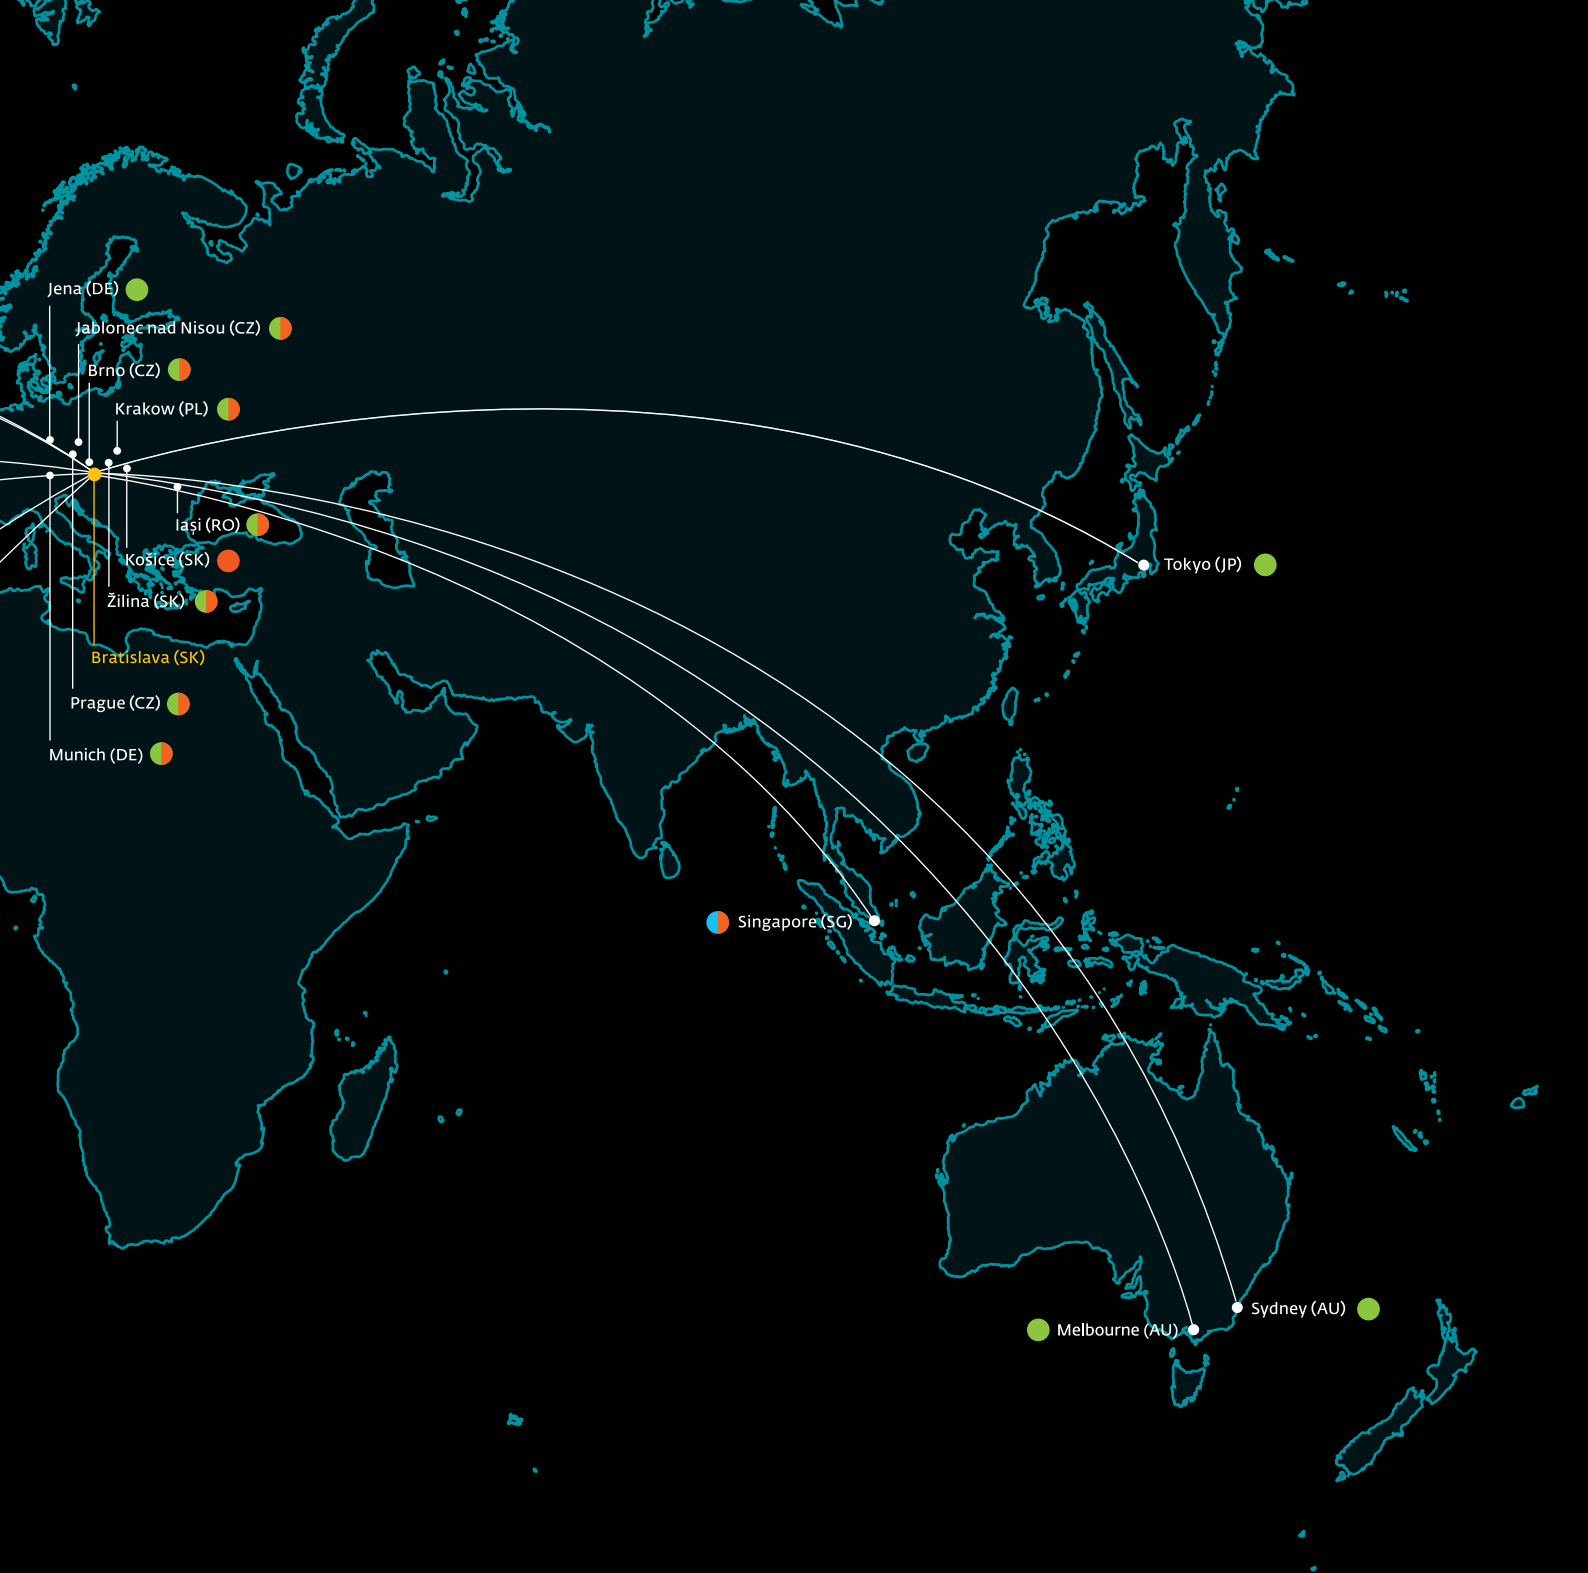 Jena (DE)
Jablonec nad Nisou (CZ)
Brno (CZ)
Krakow (PL)
Iași (RO)
Košice (SK)
Žilina (SK)
Bratislava (SK)
Prague (CZ)
Munich (DE)
Tokyo (JP)
Singapore (SG)
Sydney (AU)
Melbourne (AU)